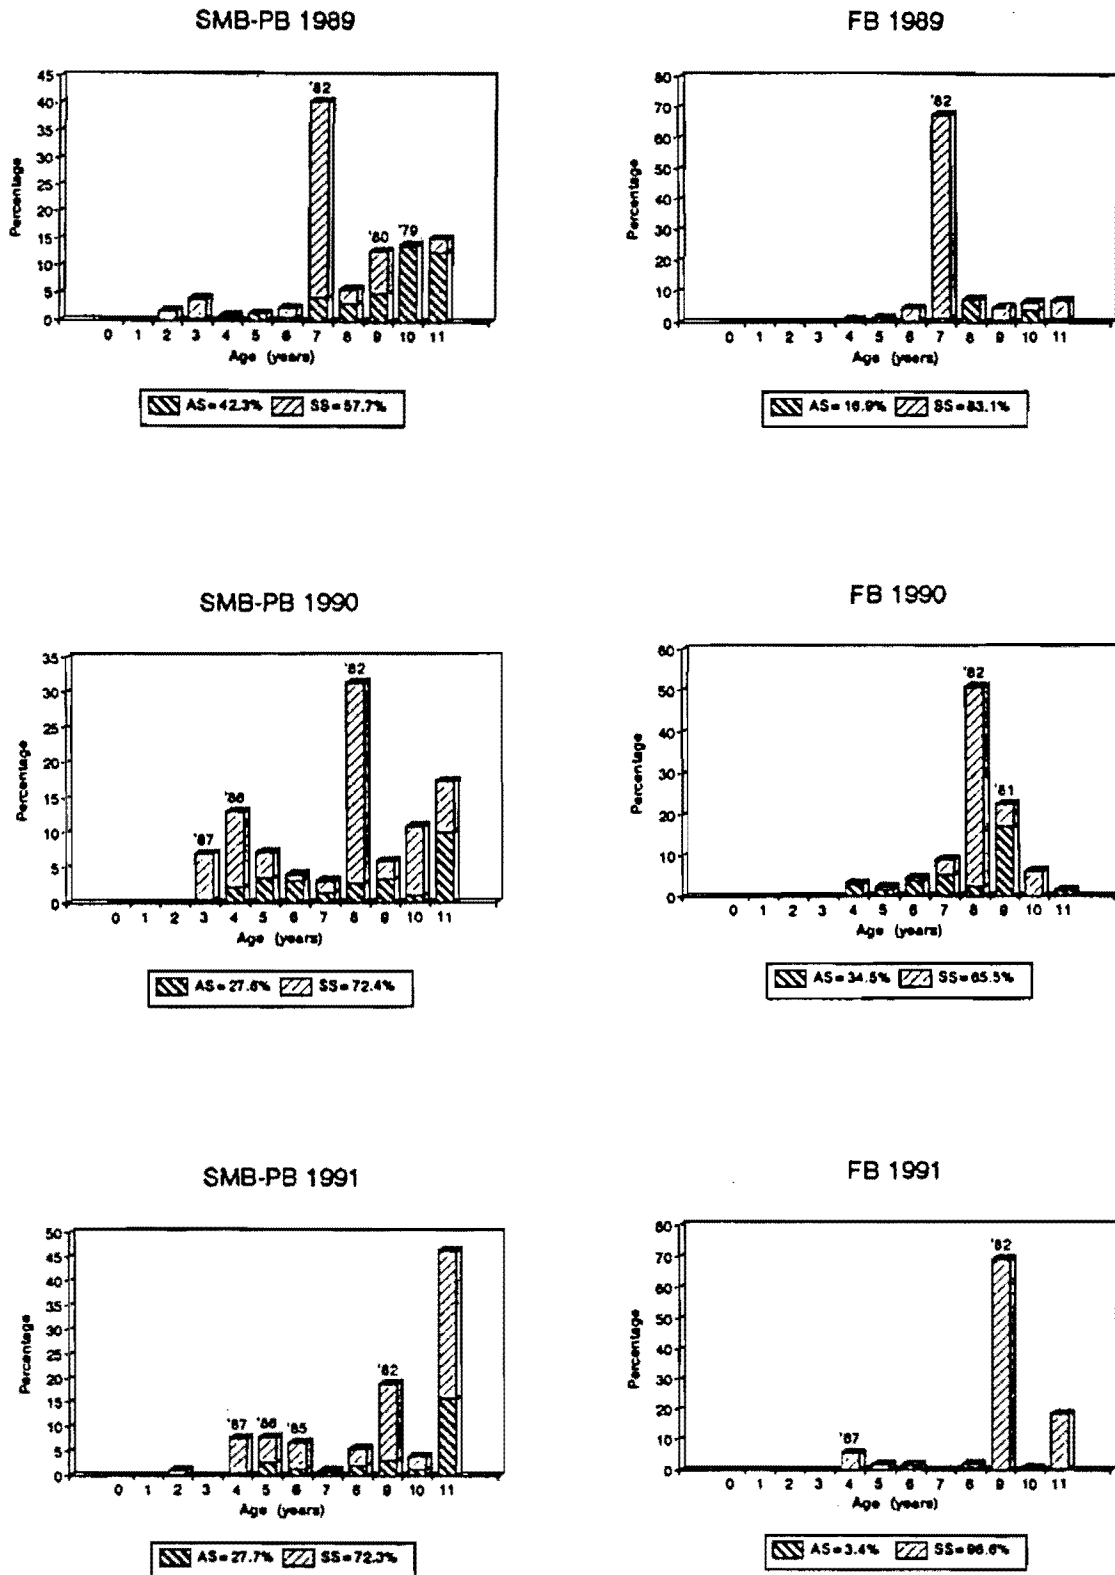 SMB-PB 1989
45
40
35
30
25
20
15
10
5
0
Percentage
'82
'80
'79
0 1 2 3 4 5 6 7 8 9 10 11
Age (years)
AS=42.3% SS=57.7%
FB 1989
80
70
60
50
40
30
20
10
0
Percentage
'82
0 1 2 3 4 5 6 7 8 9 10 11
Age (years)
AS=16.9% SS=83.1%
SMB-PB 1990
35
30
25
20
15
10
5
0
Percentage
'87
'86
'82
0 1 2 3 4 5 6 7 8 9 10 11
Age (years)
AS=27.6% SS=72.4%
FB 1990
60
50
40
30
20
10
0
Percentage
'82
'81
0 1 2 3 4 5 6 7 8 9 10 11
Age (years)
AS=34.5% SS=65.5%
SMB-PB 1991
50
45
40
35
30
25
20
15
10
5
0
Percentage
'87
'86
'85
'82
0 1 2 3 4 5 6 7 8 9 10 11
Age (years)
AS=27.7% SS=72.3%
FB 1991
80
70
60
50
40
30
20
10
0
Percentage
'87
'82
0 1 2 3 4 5 6 7 8 9 10 11
Age (years)
AS=3.4% SS=96.6%